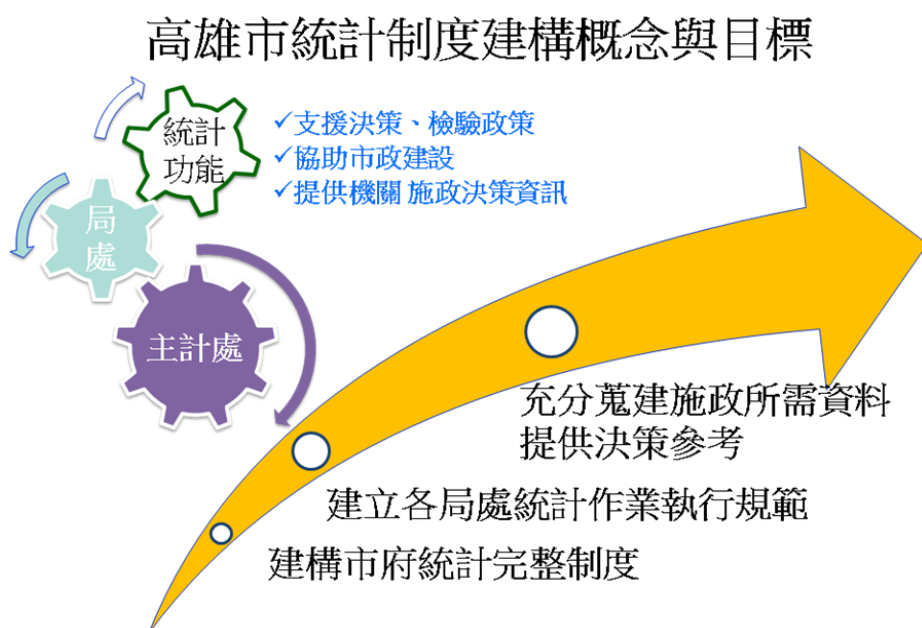 高雄市統計制度建構概念與目標
統計
功能
✓支援決策、檢驗政策
✓協助市政建設
✓提供機關 施政決策資訊
局
處
主計處
充分蒐建施政所需資料
提供決策參考
建立各局處統計作業執行規範
建構市府統計完整制度